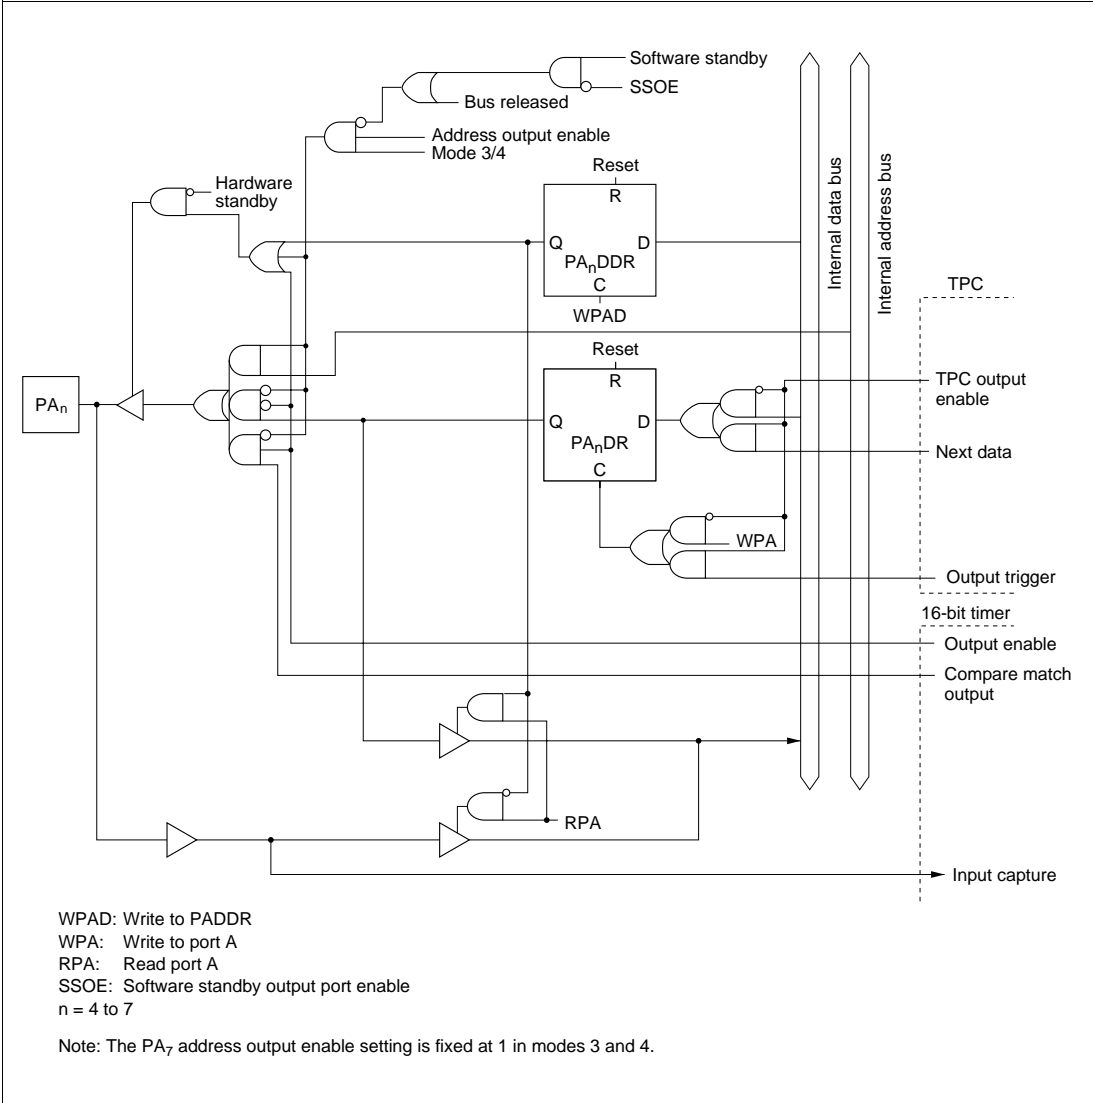 Software standby
SSOE
Bus released
Address output enable
Mode 3/4
Hardware
standby
Reset
R
Q
D
PAnDDR
C
WPAD
Internal data bus
Internal address bus
TPC
Reset
R
PAn
Q
D
PAnDR
C
TPC output
enable
Next data
WPA
Output trigger
16-bit timer
Output enable
Compare match
output
RPA
Input capture
WPAD: Write to PADDR
WPA: Write to port A
RPA: Read port A
SSOE: Software standby output port enable
n = 4 to 7
Note: The PA7 address output enable setting is fixed at 1 in modes 3 and 4.